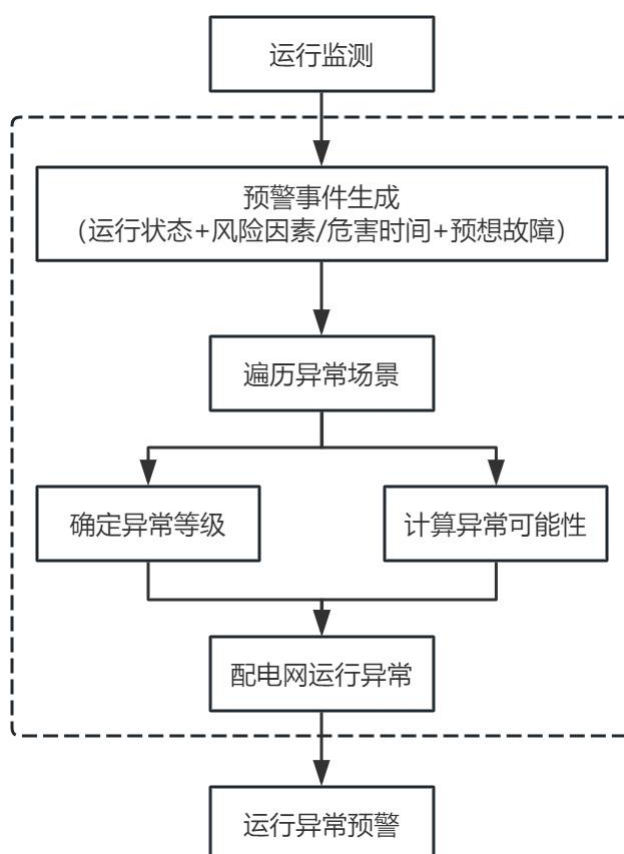 运行监测
预警事件生成
（运行状态+风险因素/危害时间+预想故障）
遍历异常场景
确定异常等级
计算异常可能性
配电网运行异常
运行异常预警